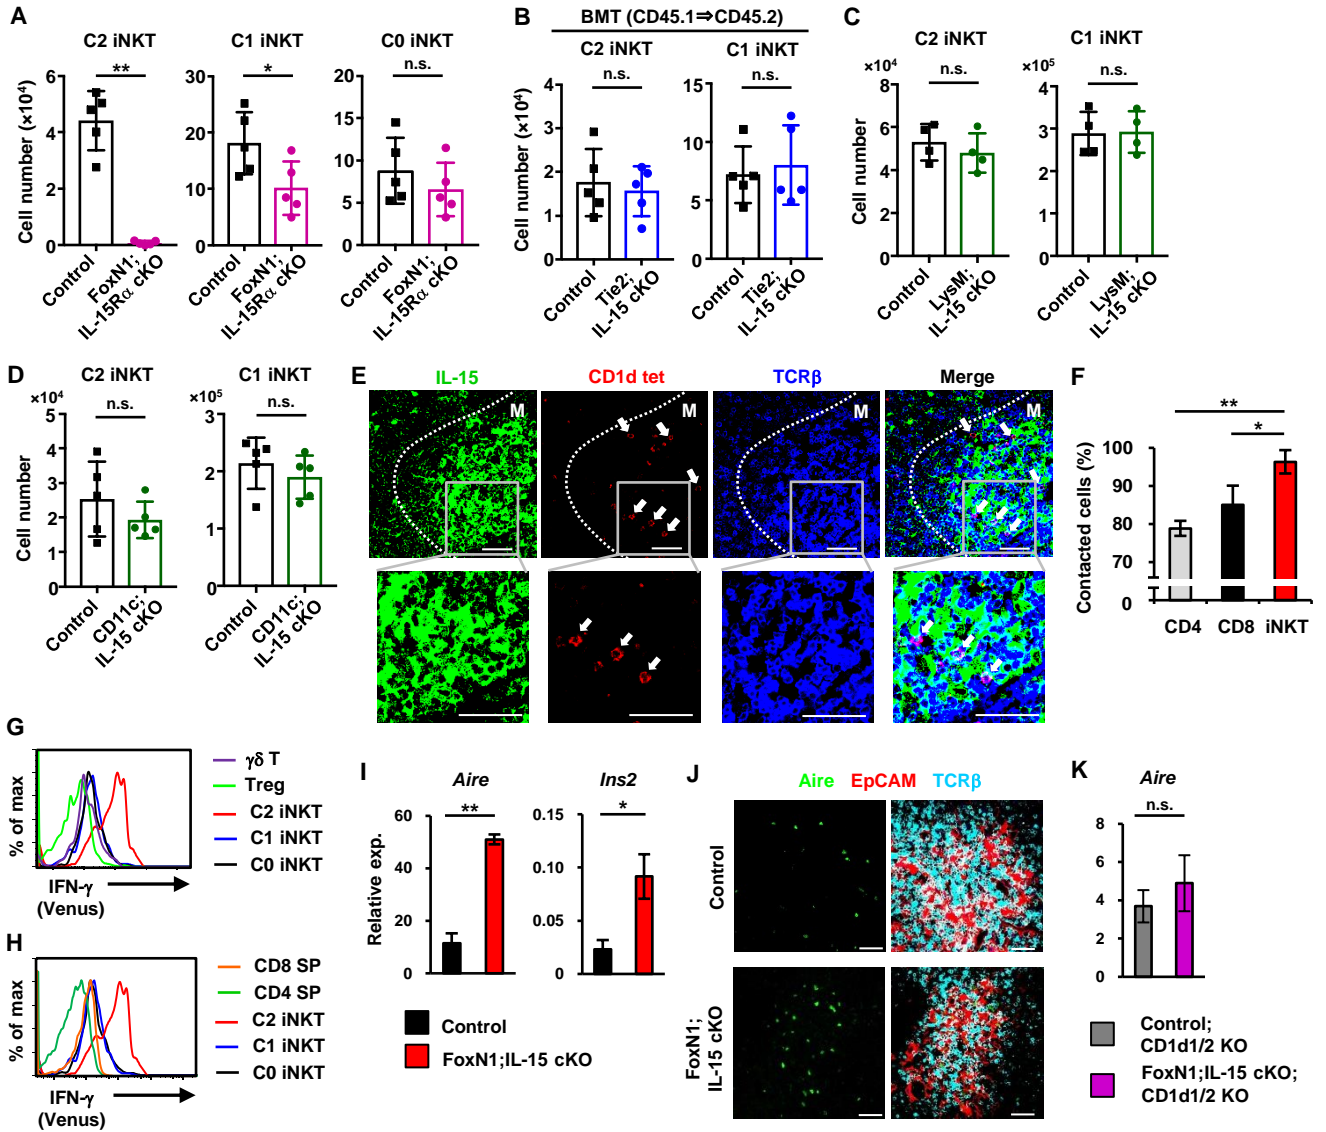 A
C2 iNKT
C1 iNKT
C0 iNKT
**
*
n.s.
Cell number (×10⁴)
6
4
2
0
30
20
10
0
20
15
10
5
0
Control
FoxN1;
IL-15Rα cKO
Control
FoxN1;
IL-15Rα cKO
Control
FoxN1;
IL-15Rα cKO
B
BMT (CD45.1⇒CD45.2)
C2 iNKT
C1 iNKT
n.s.
n.s.
Cell number (×10⁴)
4
3
2
1
0
15
10
5
0
Control
Tie2;
IL-15 cKO
Control
Tie2;
IL-15 cKO
C
C2 iNKT
C1 iNKT
×10⁴
×10⁵
n.s.
n.s.
Cell number
8
6
4
2
0
4
3
2
1
0
Control
LysM;
IL-15 cKO
Control
LysM;
IL-15 cKO
D
C2 iNKT
C1 iNKT
×10⁴
×10⁵
n.s.
n.s.
Cell number
5
4
3
2
1
0
3
2
1
0
Control
CD11c;
IL-15 cKO
Control
CD11c;
IL-15 cKO
E
IL-15
CD1d tet
TCRβ
Merge
M
M
M
M
F
**
*
Contacted cells (%)
100
90
80
70
0
CD4
CD8
iNKT
G
% of max
IFN-γ
(Venus)
γδ T
Treg
C2 iNKT
C1 iNKT
C0 iNKT
H
% of max
IFN-γ
(Venus)
CD8 SP
CD4 SP
C2 iNKT
C1 iNKT
C0 iNKT
I
Aire
Ins2
**
*
Relative exp.
60
40
20
0
0.15
0.10
0.05
0
Control
FoxN1;IL-15 cKO
J
Aire
EpCAM
TCRβ
Control
FoxN1;
IL-15 cKO
K
Aire
n.s.
8
6
4
2
0
Control;
CD1d1/2 KO
FoxN1;IL-15 cKO;
CD1d1/2 KO